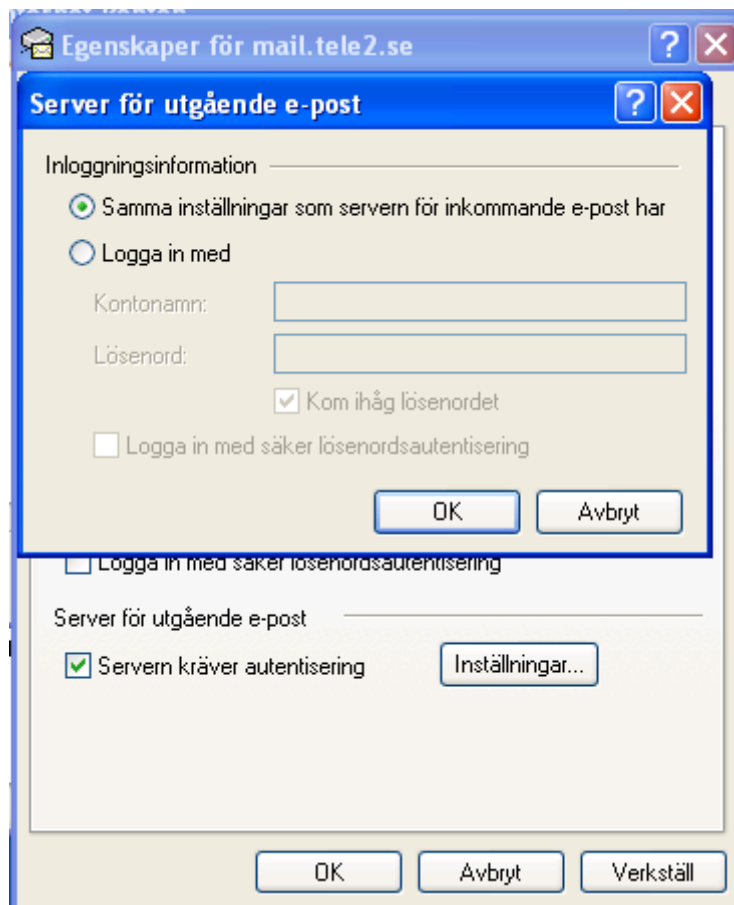 Egenskaper för mail.tele2.se
Server för utgående e-post
Inloggningsinformation
Samma inställningar som servern för inkommande e-post har
Logga in med
Kontonamn:
Lösenord:
Kom ihåg lösenordet
Logga in med säker lösenordsautentisering
OK
Avbryt
Logga in med säker lösenordsautentisering
Server för utgående e-post
Servern kräver autentisering
Inställningar...
OK
Avbryt
Verkställ